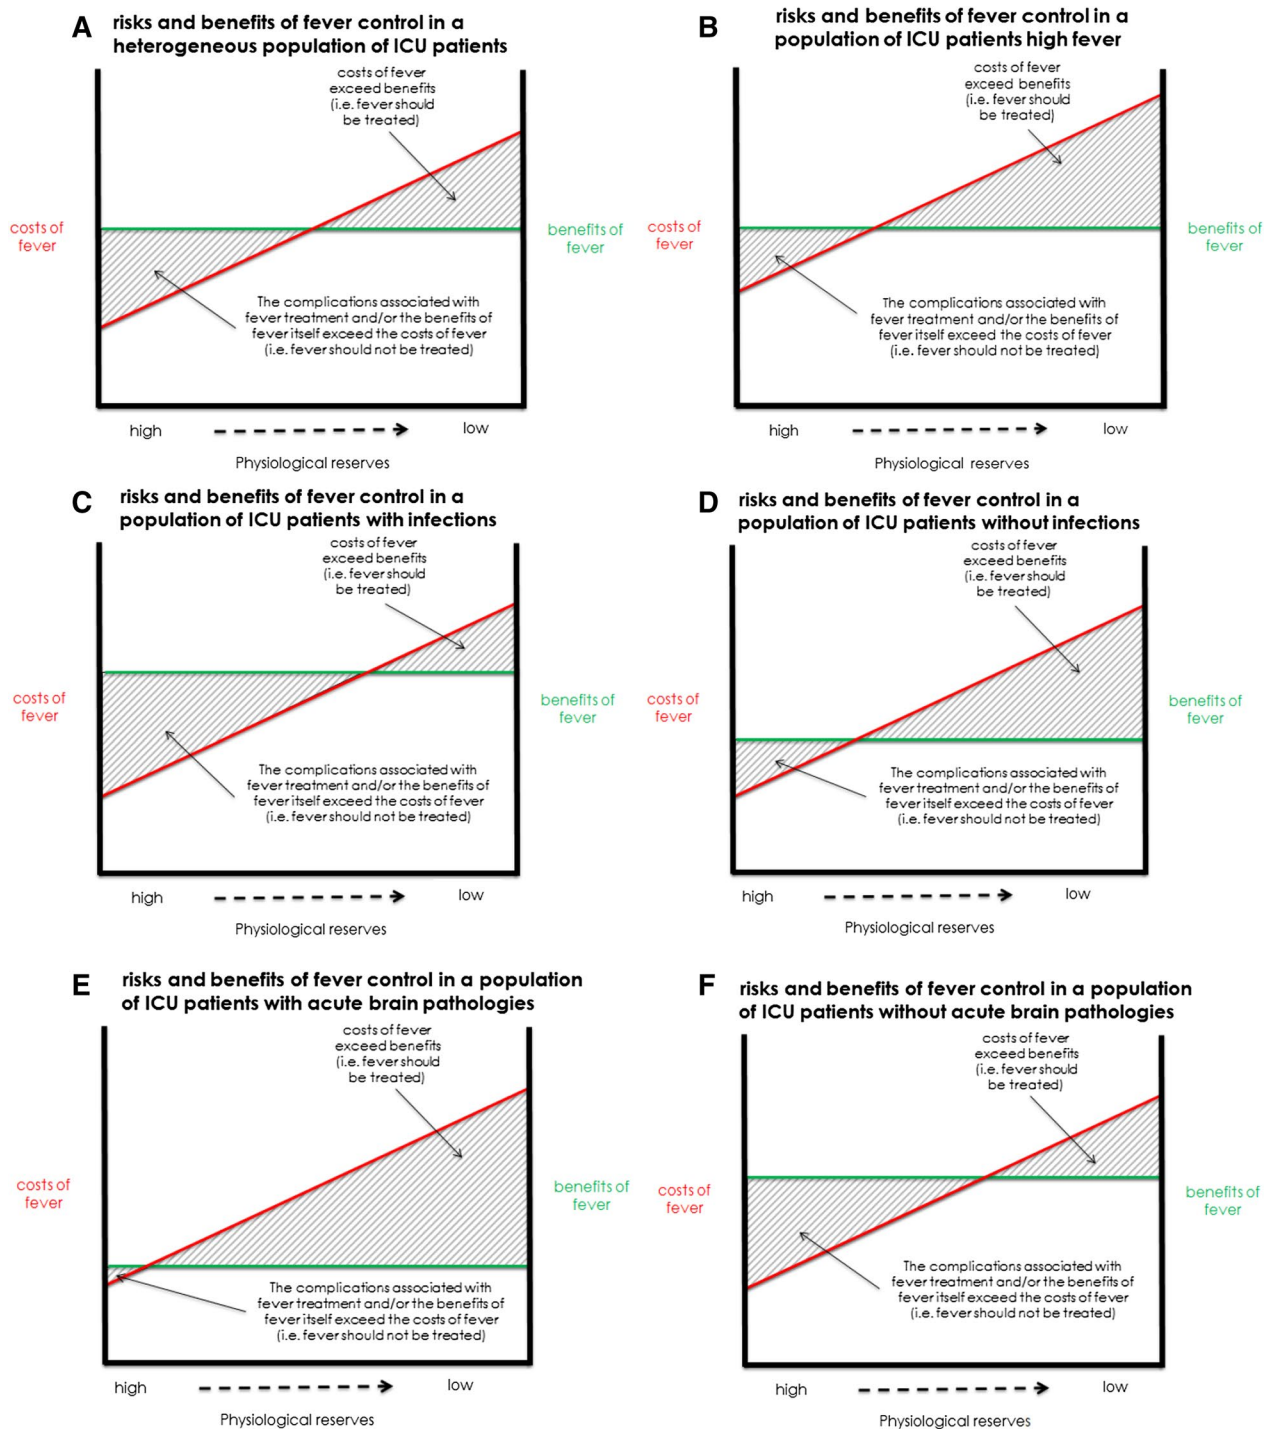 A
risks and benefits of fever control in a
heterogeneous population of ICU patients
costs of fever
exceed benefits
(i.e. fever should
be treated)
costs of
fever
benefits of
fever
The complications associated with
fever treatment and/or the benefits of
fever itself exceed the costs of fever
(i.e. fever should not be treated)
high
low
Physiological reserves
B
risks and benefits of fever control in a
population of ICU patients high fever
costs of fever
exceed benefits
(i.e. fever should
be treated)
costs of
fever
benefits of
fever
The complications associated with
fever treatment and/or the benefits of
fever itself exceed the costs of fever
(i.e. fever should not be treated)
high
low
Physiological reserves
C
risks and benefits of fever control in a
population of ICU patients with infections
costs of fever
exceed benefits
(i.e. fever should
be treated)
costs of
fever
benefits of
fever
The complications associated with
fever treatment and/or the benefits of
fever itself exceed the costs of fever
(i.e. fever should not be treated)
high
low
Physiological reserves
D
risks and benefits of fever control in a
population of ICU patients without infections
costs of fever
exceed benefits
(i.e. fever should
be treated)
costs of
fever
benefits of
fever
The complications associated with
fever treatment and/or the benefits of
fever itself exceed the costs of fever
(i.e. fever should not be treated)
high
low
Physiological reserves
E
risks and benefits of fever control in a population
of ICU patients with acute brain pathologies
costs of fever
exceed benefits
(i.e. fever should
be treated)
costs of
fever
benefits of
fever
The complications associated with
fever treatment and/or the benefits of
fever itself exceed the costs of fever
(i.e. fever should not be treated)
high
low
Physiological reserves
F
risks and benefits of fever control in a population
of ICU patients without acute brain pathologies
costs of fever
exceed benefits
(i.e. fever should
be treated)
costs of
fever
benefits of
fever
The complications associated with
fever treatment and/or the benefits of
fever itself exceed the costs of fever
(i.e. fever should not be treated)
high
low
Physiological reserves